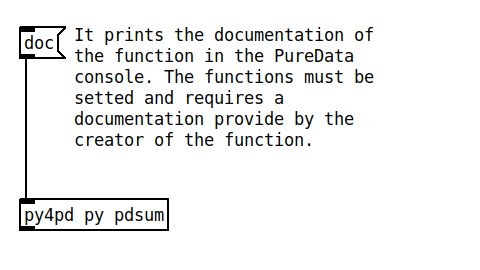 doc
It prints the documentation of
the function in the PureData
console. The functions must be
setted and requires a
documentation provide by the
creator of the function.
py4pd py pdsum